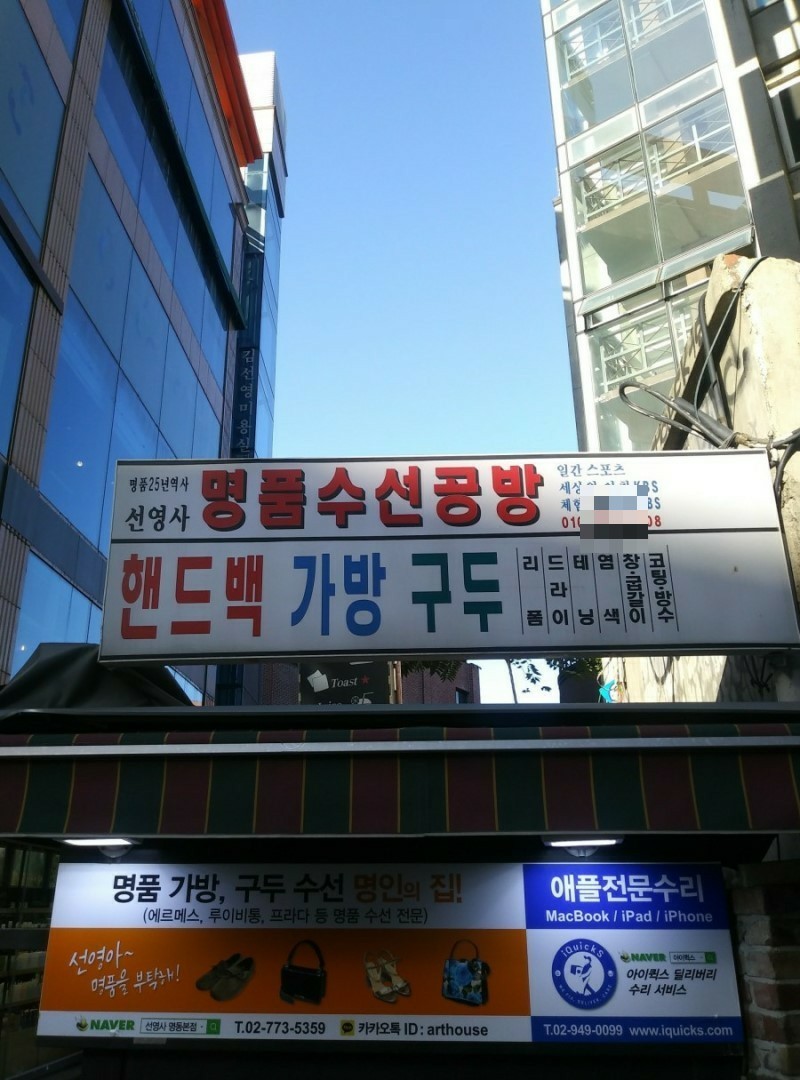 김선영미용실
명품25년역사
선영사
명품수선공방
일간 스포츠
010 08
핸드백 가방 구두
리폼
드라이
테닝
염색
창·굽갈이
코팅·방수
Toast
명품 가방, 구두 수선 명인의 집!
(에르메스, 루이비통, 프라다 등 명품 수선 전문)
선영아~
명품을 부탁해!
NAVER 선영사 명동본점
T.02-773-5359
카카오톡 ID : arthouse
애플전문수리
MacBook / iPad / iPhone
iQuickS
NAVER 아이퀵스
아이퀵스 딜리버리
수리 서비스
T.02-949-0099 www.iquicks.com